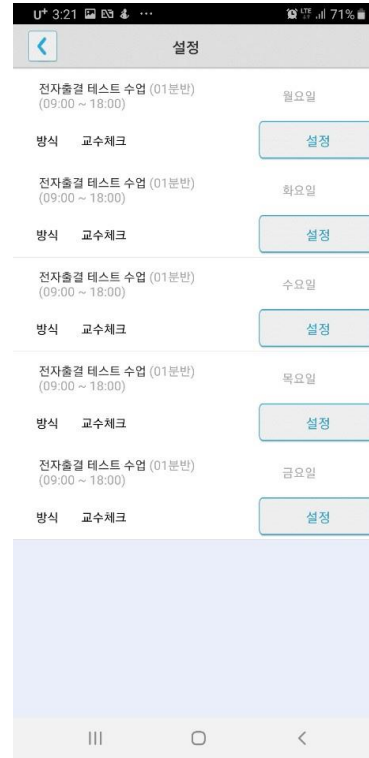 U+ 3:21 ... LTE 71%
설정
전자출결 테스트 수업 (01분반) 월요일
(09:00 ~ 18:00)
방식 교수체크 설정
전자출결 테스트 수업 (01분반) 화요일
(09:00 ~ 18:00)
방식 교수체크 설정
전자출결 테스트 수업 (01분반) 수요일
(09:00 ~ 18:00)
방식 교수체크 설정
전자출결 테스트 수업 (01분반) 목요일
(09:00 ~ 18:00)
방식 교수체크 설정
전자출결 테스트 수업 (01분반) 금요일
(09:00 ~ 18:00)
방식 교수체크 설정